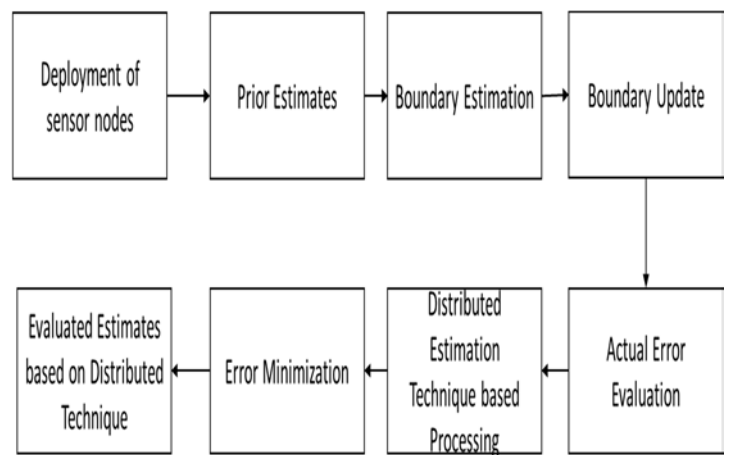 Deployment of
sensor nodes
Prior Estimates
Boundary Estimation
Boundary Update
Evaluated Estimates
based on Distributed
Technique
Error Minimization
Distributed
Estimation
Technique based
Processing
Actual Error
Evaluation